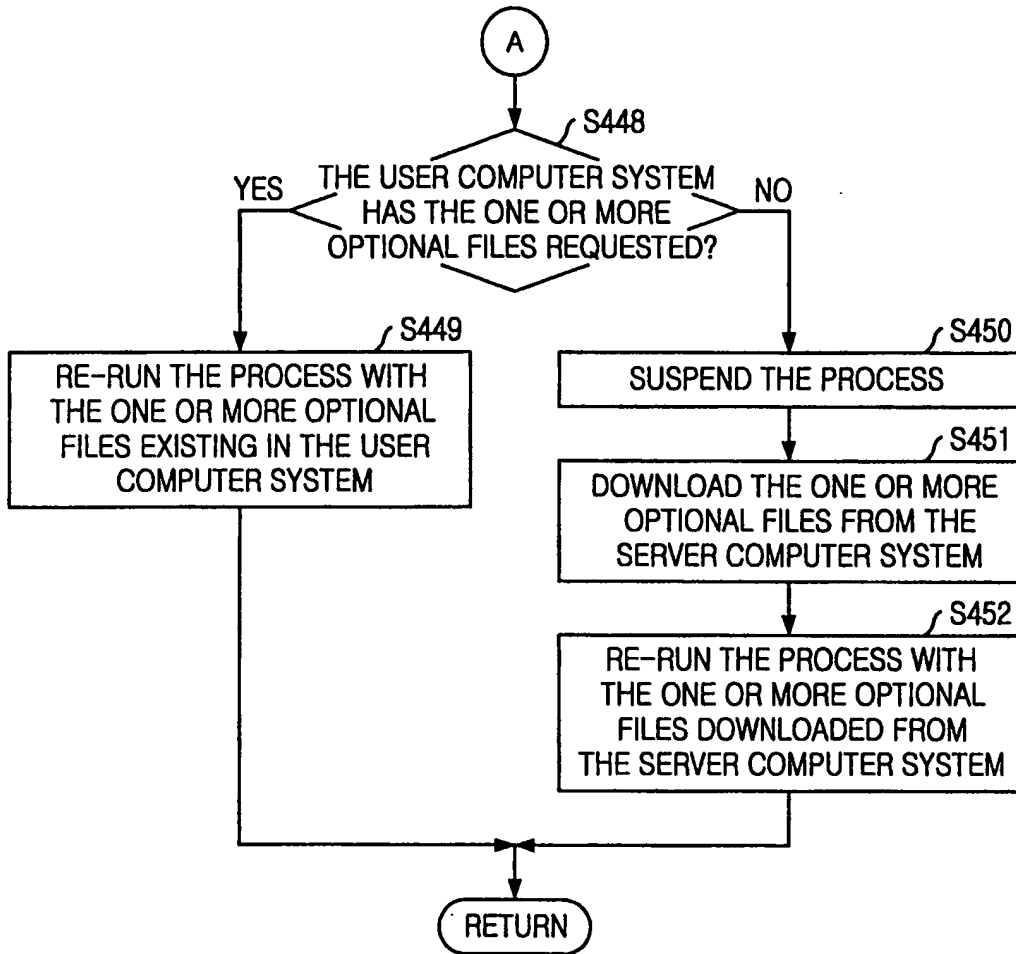 A
S448
THE USER COMPUTER SYSTEM
HAS THE ONE OR MORE
OPTIONAL FILES REQUESTED?
YES
NO
S449
RE-RUN THE PROCESS WITH
THE ONE OR MORE OPTIONAL
FILES EXISTING IN THE USER
COMPUTER SYSTEM
S450
SUSPEND THE PROCESS
S451
DOWNLOAD THE ONE OR MORE
OPTIONAL FILES FROM THE
SERVER COMPUTER SYSTEM
S452
RE-RUN THE PROCESS WITH
THE ONE OR MORE OPTIONAL
FILES DOWNLOADED FROM
THE SERVER COMPUTER SYSTEM
RETURN